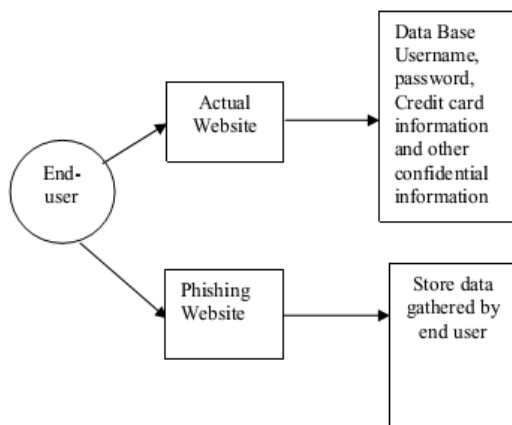 End-
user
Actual
Website
Data Base
Username,
password,
Credit card
information
and other
confidential
information
Phishing
Website
Store data
gathered by
end user